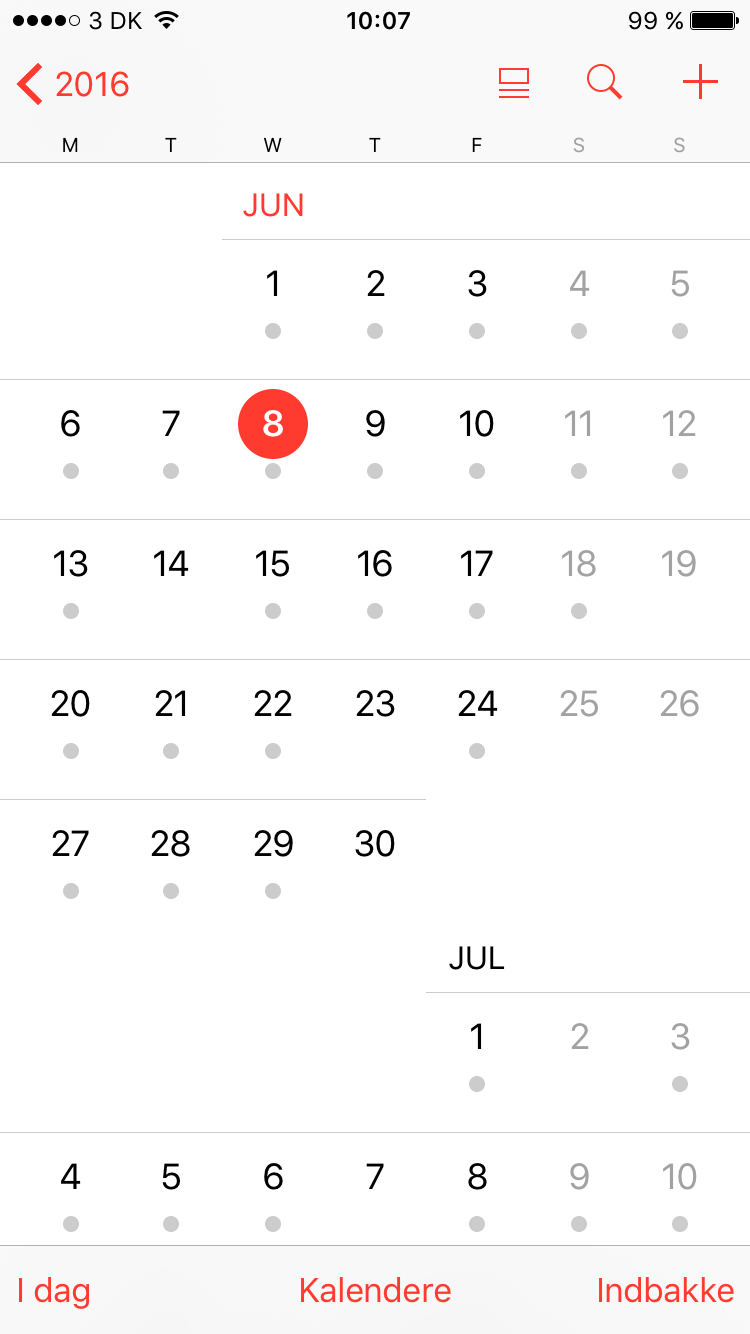 3 DK 10:07 99 %
2016
M T W T F S S
JUN
1 2 3 4 5
6 7 8 9 10 11 12
13 14 15 16 17 18 19
20 21 22 23 24 25 26
27 28 29 30
JUL
1 2 3
4 5 6 7 8 9 10
I dag Kalendere Indbakke